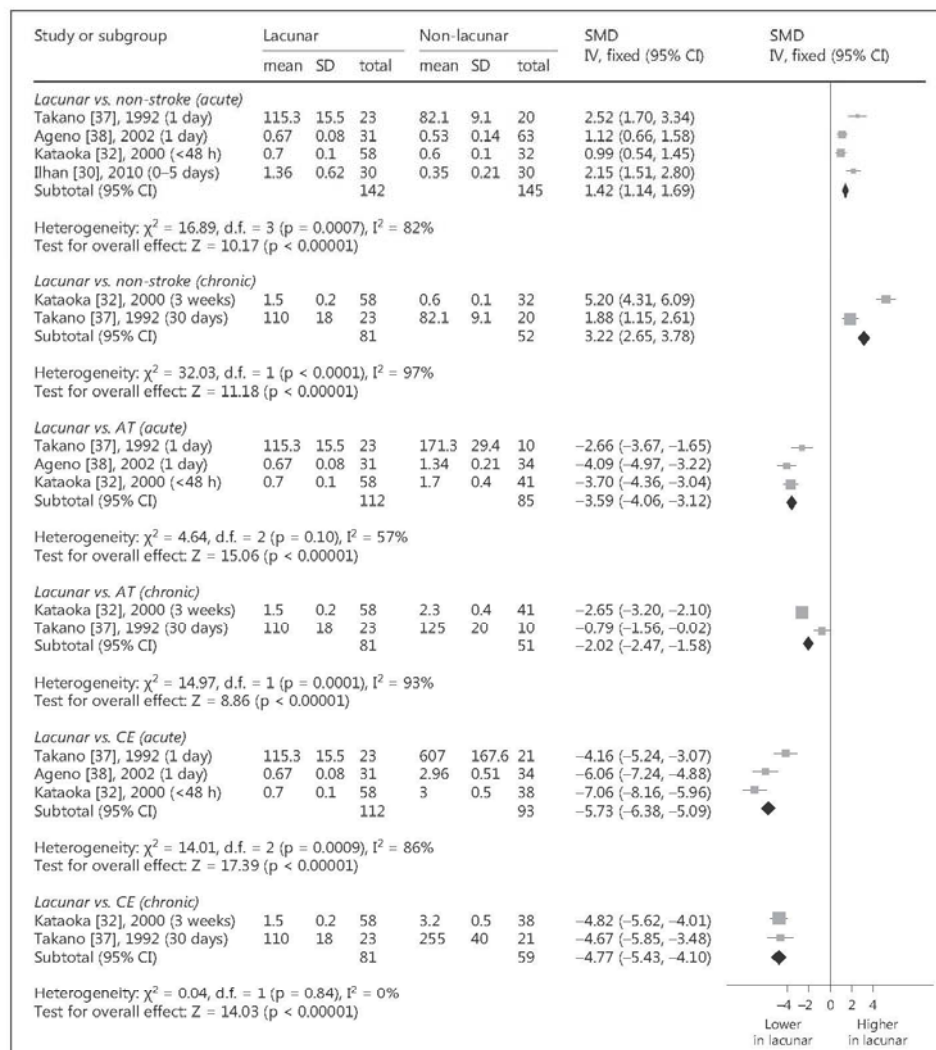 Study or subgroup Lacunar Non-lacunar SMD SMD
mean SD total mean SD total IV, fixed (95% CI) IV, fixed (95% CI)
Lacunar vs. non-stroke (acute)
Takano [37], 1992 (1 day) 115.3 15.5 23 82.1 9.1 20 2.52 (1.70, 3.34)
Ageno [38], 2002 (1 day) 0.67 0.08 31 0.53 0.14 63 1.12 (0.66, 1.58)
Kataoka [32], 2000 (<48 h) 0.7 0.1 58 0.6 0.1 32 0.99 (0.54, 1.45)
Ilhan [30], 2010 (0–5 days) 1.36 0.62 30 0.35 0.21 30 2.15 (1.51, 2.80)
Subtotal (95% CI) 142 145 1.42 (1.14, 1.69)
Heterogeneity: χ² = 16.89, d.f. = 3 (p = 0.0007), I² = 82%
Test for overall effect: Z = 10.17 (p < 0.00001)
Lacunar vs. non-stroke (chronic)
Kataoka [32], 2000 (3 weeks) 1.5 0.2 58 0.6 0.1 32 5.20 (4.31, 6.09)
Takano [37], 1992 (30 days) 110 18 23 82.1 9.1 20 1.88 (1.15, 2.61)
Subtotal (95% CI) 81 52 3.22 (2.65, 3.78)
Heterogeneity: χ² = 32.03, d.f. = 1 (p < 0.0001), I² = 97%
Test for overall effect: Z = 11.18 (p < 0.00001)
Lacunar vs. AT (acute)
Takano [37], 1992 (1 day) 115.3 15.5 23 171.3 29.4 10 –2.66 (–3.67, –1.65)
Ageno [38], 2002 (1 day) 0.67 0.08 31 1.34 0.21 34 –4.09 (–4.97, –3.22)
Kataoka [32], 2000 (<48 h) 0.7 0.1 58 1.7 0.4 41 –3.70 (–4.36, –3.04)
Subtotal (95% CI) 112 85 –3.59 (–4.06, –3.12)
Heterogeneity: χ² = 4.64, d.f. = 2 (p = 0.10), I² = 57%
Test for overall effect: Z = 15.06 (p < 0.00001)
Lacunar vs. AT (chronic)
Kataoka [32], 2000 (3 weeks) 1.5 0.2 58 2.3 0.4 41 –2.65 (–3.20, –2.10)
Takano [37], 1992 (30 days) 110 18 23 125 20 10 –0.79 (–1.56, –0.02)
Subtotal (95% CI) 81 51 –2.02 (–2.47, –1.58)
Heterogeneity: χ² = 14.97, d.f. = 1 (p = 0.0001), I² = 93%
Test for overall effect: Z = 8.86 (p < 0.00001)
Lacunar vs. CE (acute)
Takano [37], 1992 (1 day) 115.3 15.5 23 607 167.6 21 –4.16 (–5.24, –3.07)
Ageno [38], 2002 (1 day) 0.67 0.08 31 2.96 0.51 34 –6.06 (–7.24, –4.88)
Kataoka [32], 2000 (<48 h) 0.7 0.1 58 3 0.5 38 –7.06 (–8.16, –5.96)
Subtotal (95% CI) 112 93 –5.73 (–6.38, –5.09)
Heterogeneity: χ² = 14.01, d.f. = 2 (p = 0.0009), I² = 86%
Test for overall effect: Z = 17.39 (p < 0.00001)
Lacunar vs. CE (chronic)
Kataoka [32], 2000 (3 weeks) 1.5 0.2 58 3.2 0.5 38 –4.82 (–5.62, –4.01)
Takano [37], 1992 (30 days) 110 18 23 255 40 21 –4.67 (–5.85, –3.48)
Subtotal (95% CI) 81 59 –4.77 (–5.43, –4.10)
Heterogeneity: χ² = 0.04, d.f. = 1 (p = 0.84), I² = 0%
Test for overall effect: Z = 14.03 (p < 0.00001)
–4 –2 0 2 4
Lower Higher
in lacunar in lacunar